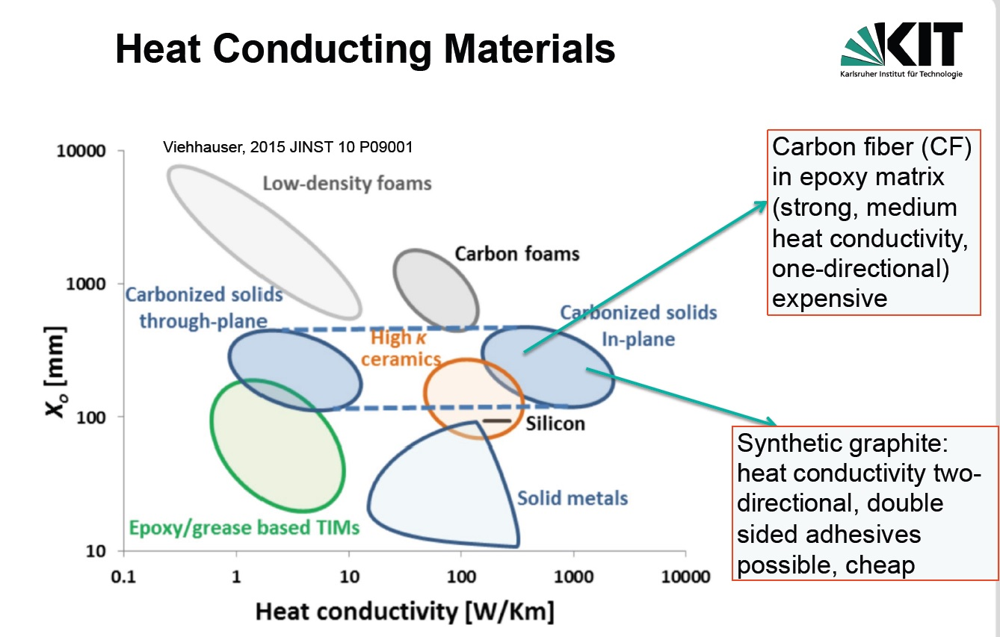 Heat Conducting Materials
KIT
Karlsruher Institut für Technologie
Viehhauser, 2015 JINST 10 P09001
10000
1000
100
10
X₀ [mm]
Low-density foams
Carbon foams
Carbonized solids
through-plane
High κ
ceramics
Carbonized solids
In-plane
Silicon
Solid metals
Epoxy/grease based TIMs
0.1
1
10
100
1000
10000
Heat conductivity [W/Km]
Carbon fiber (CF)
in epoxy matrix
(strong, medium
heat conductivity,
one-directional)
expensive
Synthetic graphite:
heat conductivity two-
directional, double
sided adhesives
possible, cheap